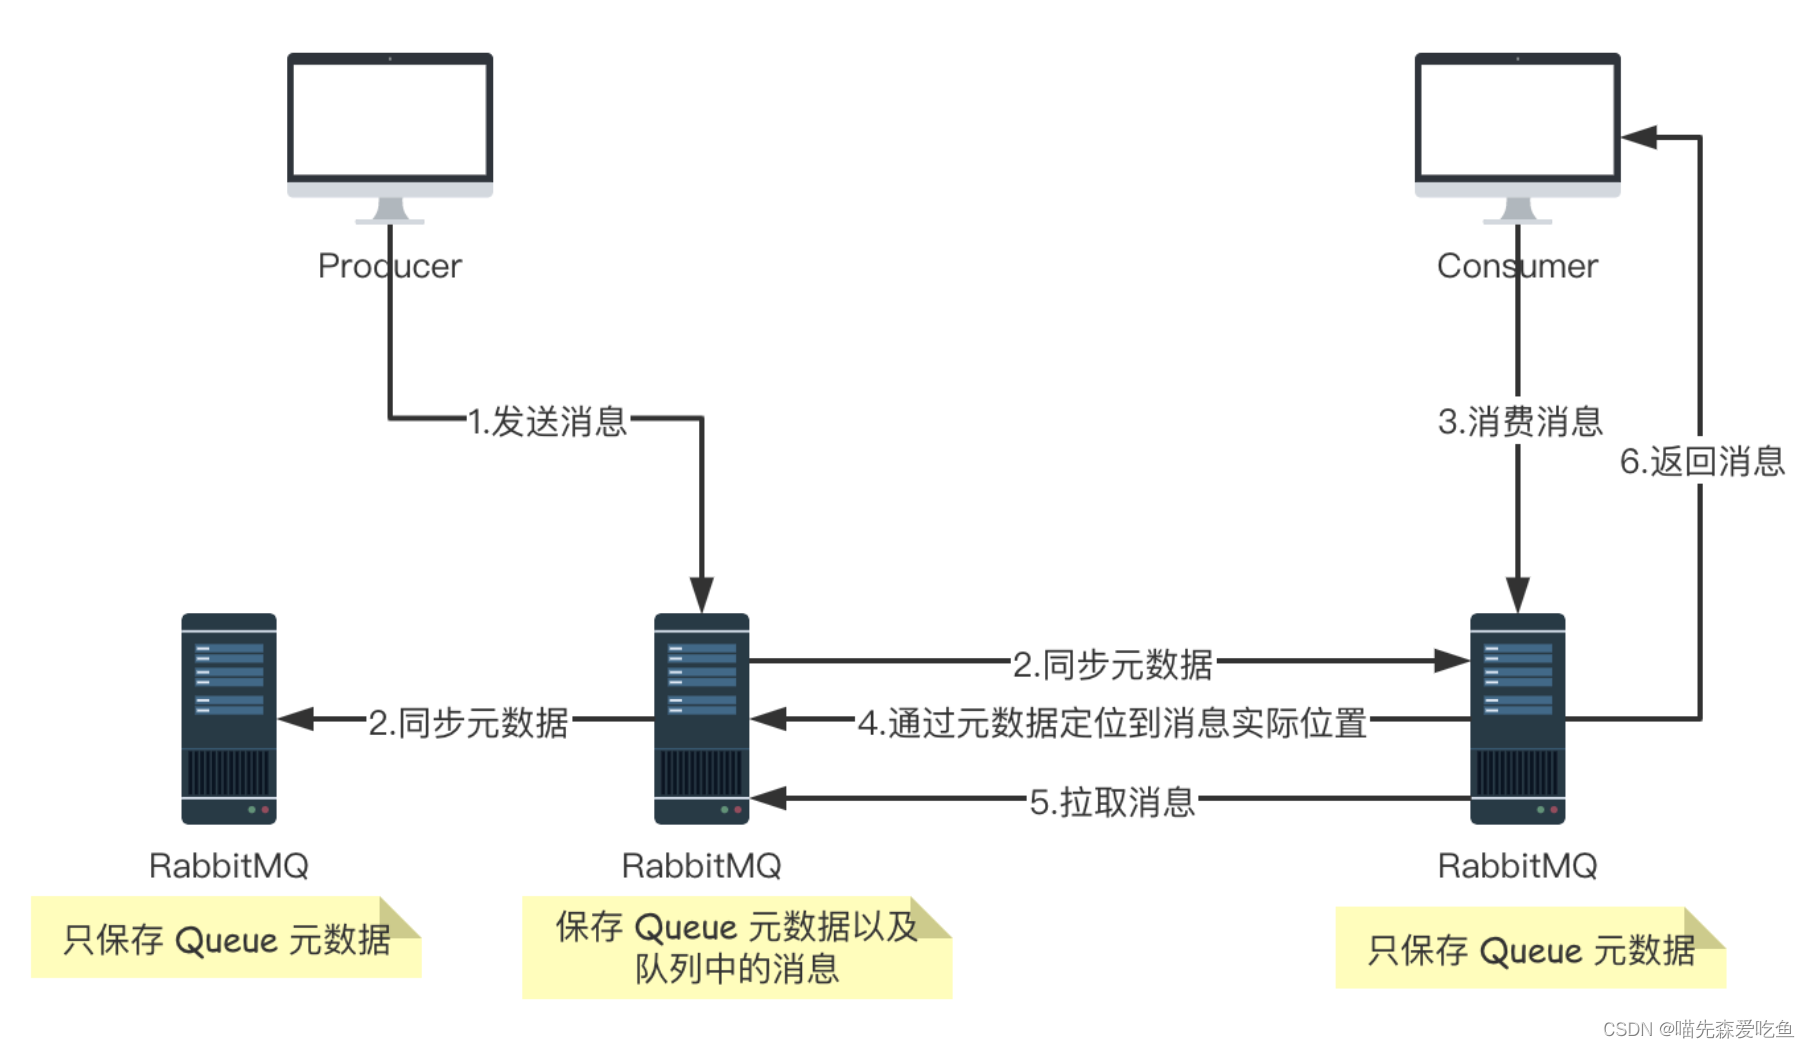 Producer
Consumer
1.发送消息
3.消费消息
6.返回消息
2.同步元数据
2.同步元数据
4.通过元数据定位到消息实际位置
5.拉取消息
RabbitMQ
RabbitMQ
RabbitMQ
只保存 Queue 元数据
保存 Queue 元数据以及
队列中的消息
只保存 Queue 元数据
CSDN @喵先森爱吃鱼